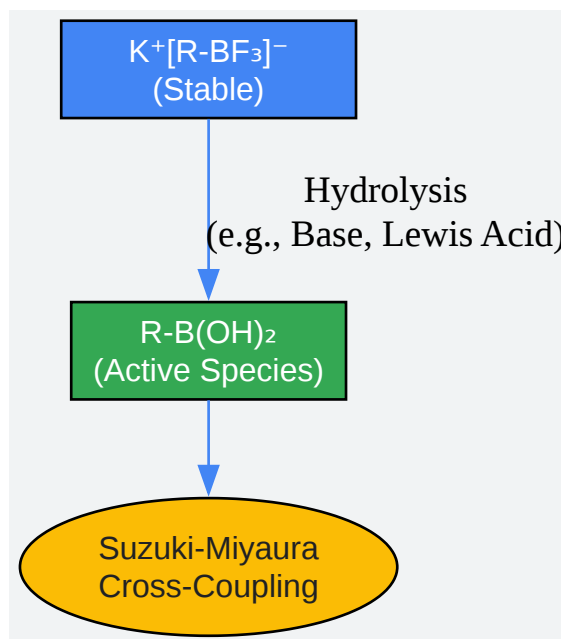 K⁺[R-BF₃]⁻
(Stable)
Hydrolysis
(e.g., Base, Lewis Acid)
R-B(OH)₂
(Active Species)
Suzuki-Miyaura
Cross-Coupling